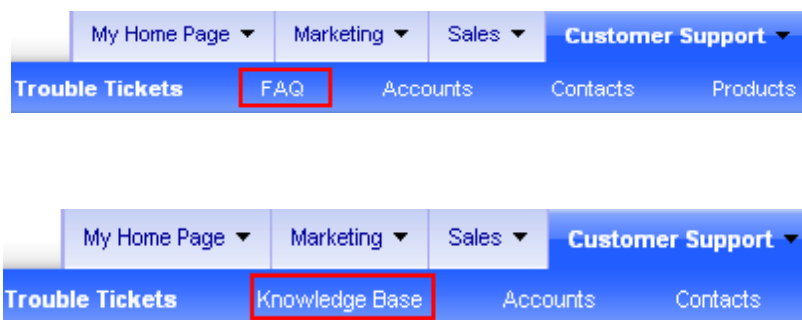 My Home Page Marketing Sales Customer Support
Trouble Tickets FAQ Accounts Contacts Products
My Home Page Marketing Sales Customer Support
Trouble Tickets Knowledge Base Accounts Contacts